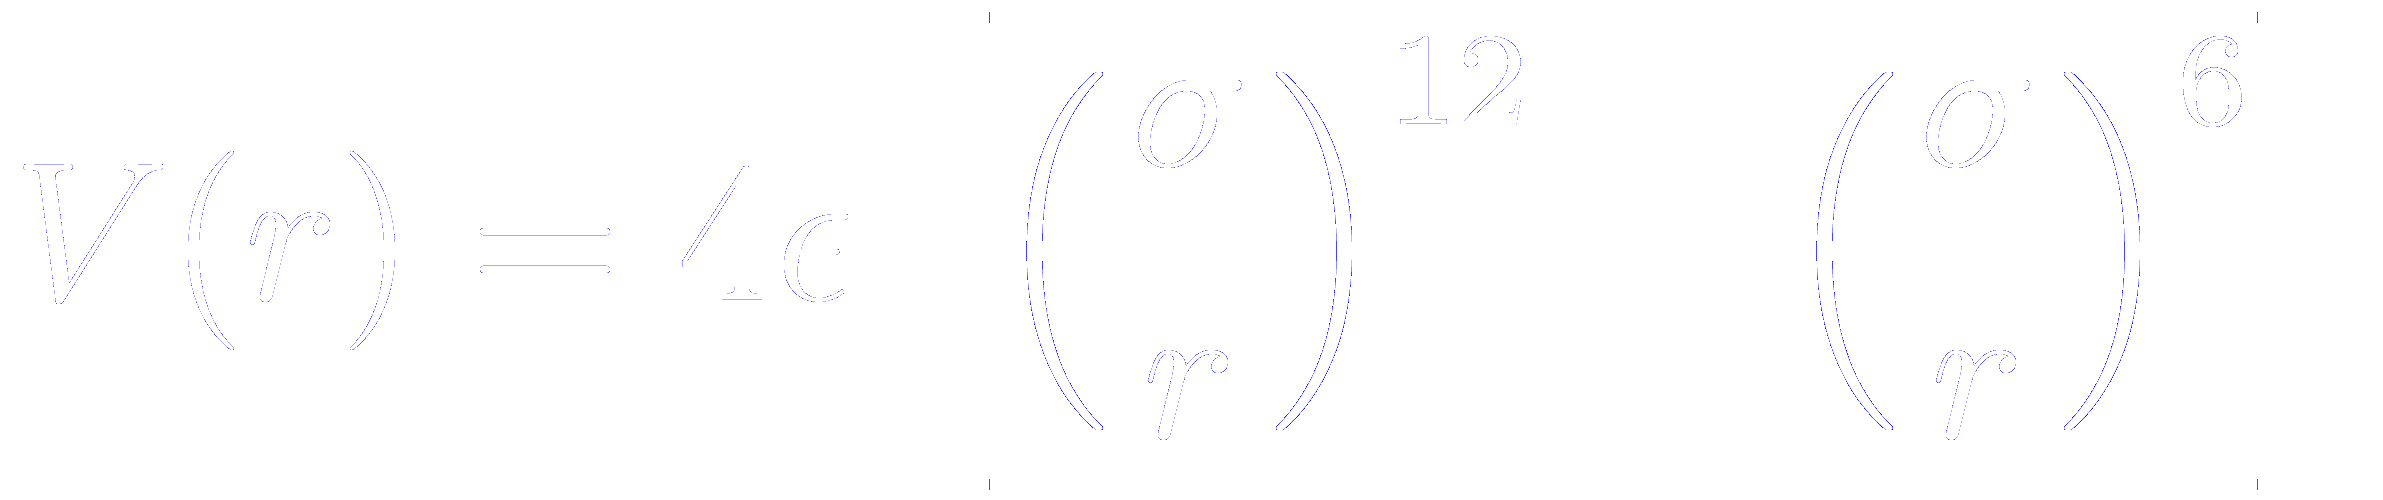 V(r) = 4ϵ [ (σ/r)^12 − (σ/r)^6 ]